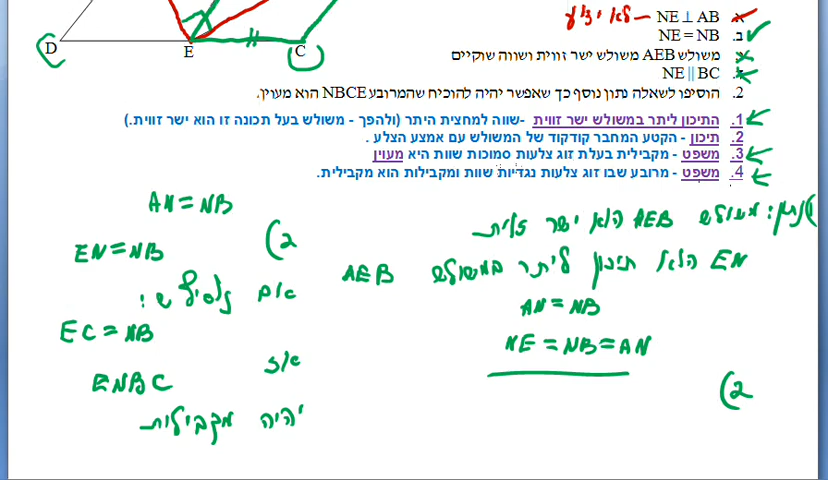 D E C
א. NE ⊥ AB – לא ידוע
ב. NE = NB
משולש AEB משולש ישר זווית ושווה שוקיים
NE || BC
2. הוסיפו לשאלה נתון נוסף כך שאפשר יהיה להוכיח שהמרובע NBCE הוא מעוין.
1. התיכון ליתר במשולש ישר זווית -שווה למחצית היתר (ולהפך - משולש בעל תכונה זו הוא ישר זווית.)
2. תיכון - הקטע המחבר קודקוד של המשולש עם אמצע הצלע .
3. משפט - מקבילית בעלת זוג צלעות סמוכות שוות היא מעוין
4. משפט - מרובע שבו זוג צלעות נגדיות שוות ומקבילות הוא מקבילית.
נתון: משולש AEB הוא ישר זוית
EN הוא תיכון ליתר במשולש AEB
AN = NB
NE = NB = AN
2)
AN = NB
2) EN = NB
אם נוסיף ש:
EC = NB
אז
ENBC
יהיה מקבילית